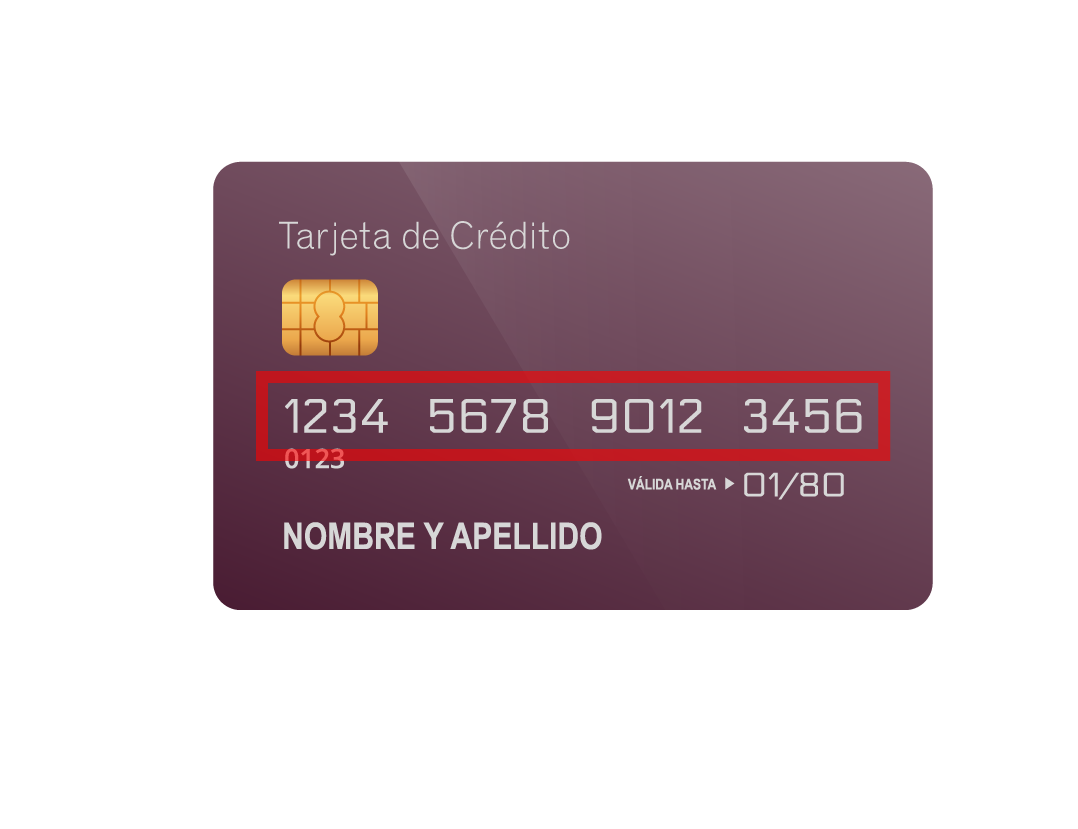 Tarjeta de Crédito
1234 5678 9012 3456
0123
VÁLIDA HASTA 01/80
NOMBRE Y APELLIDO